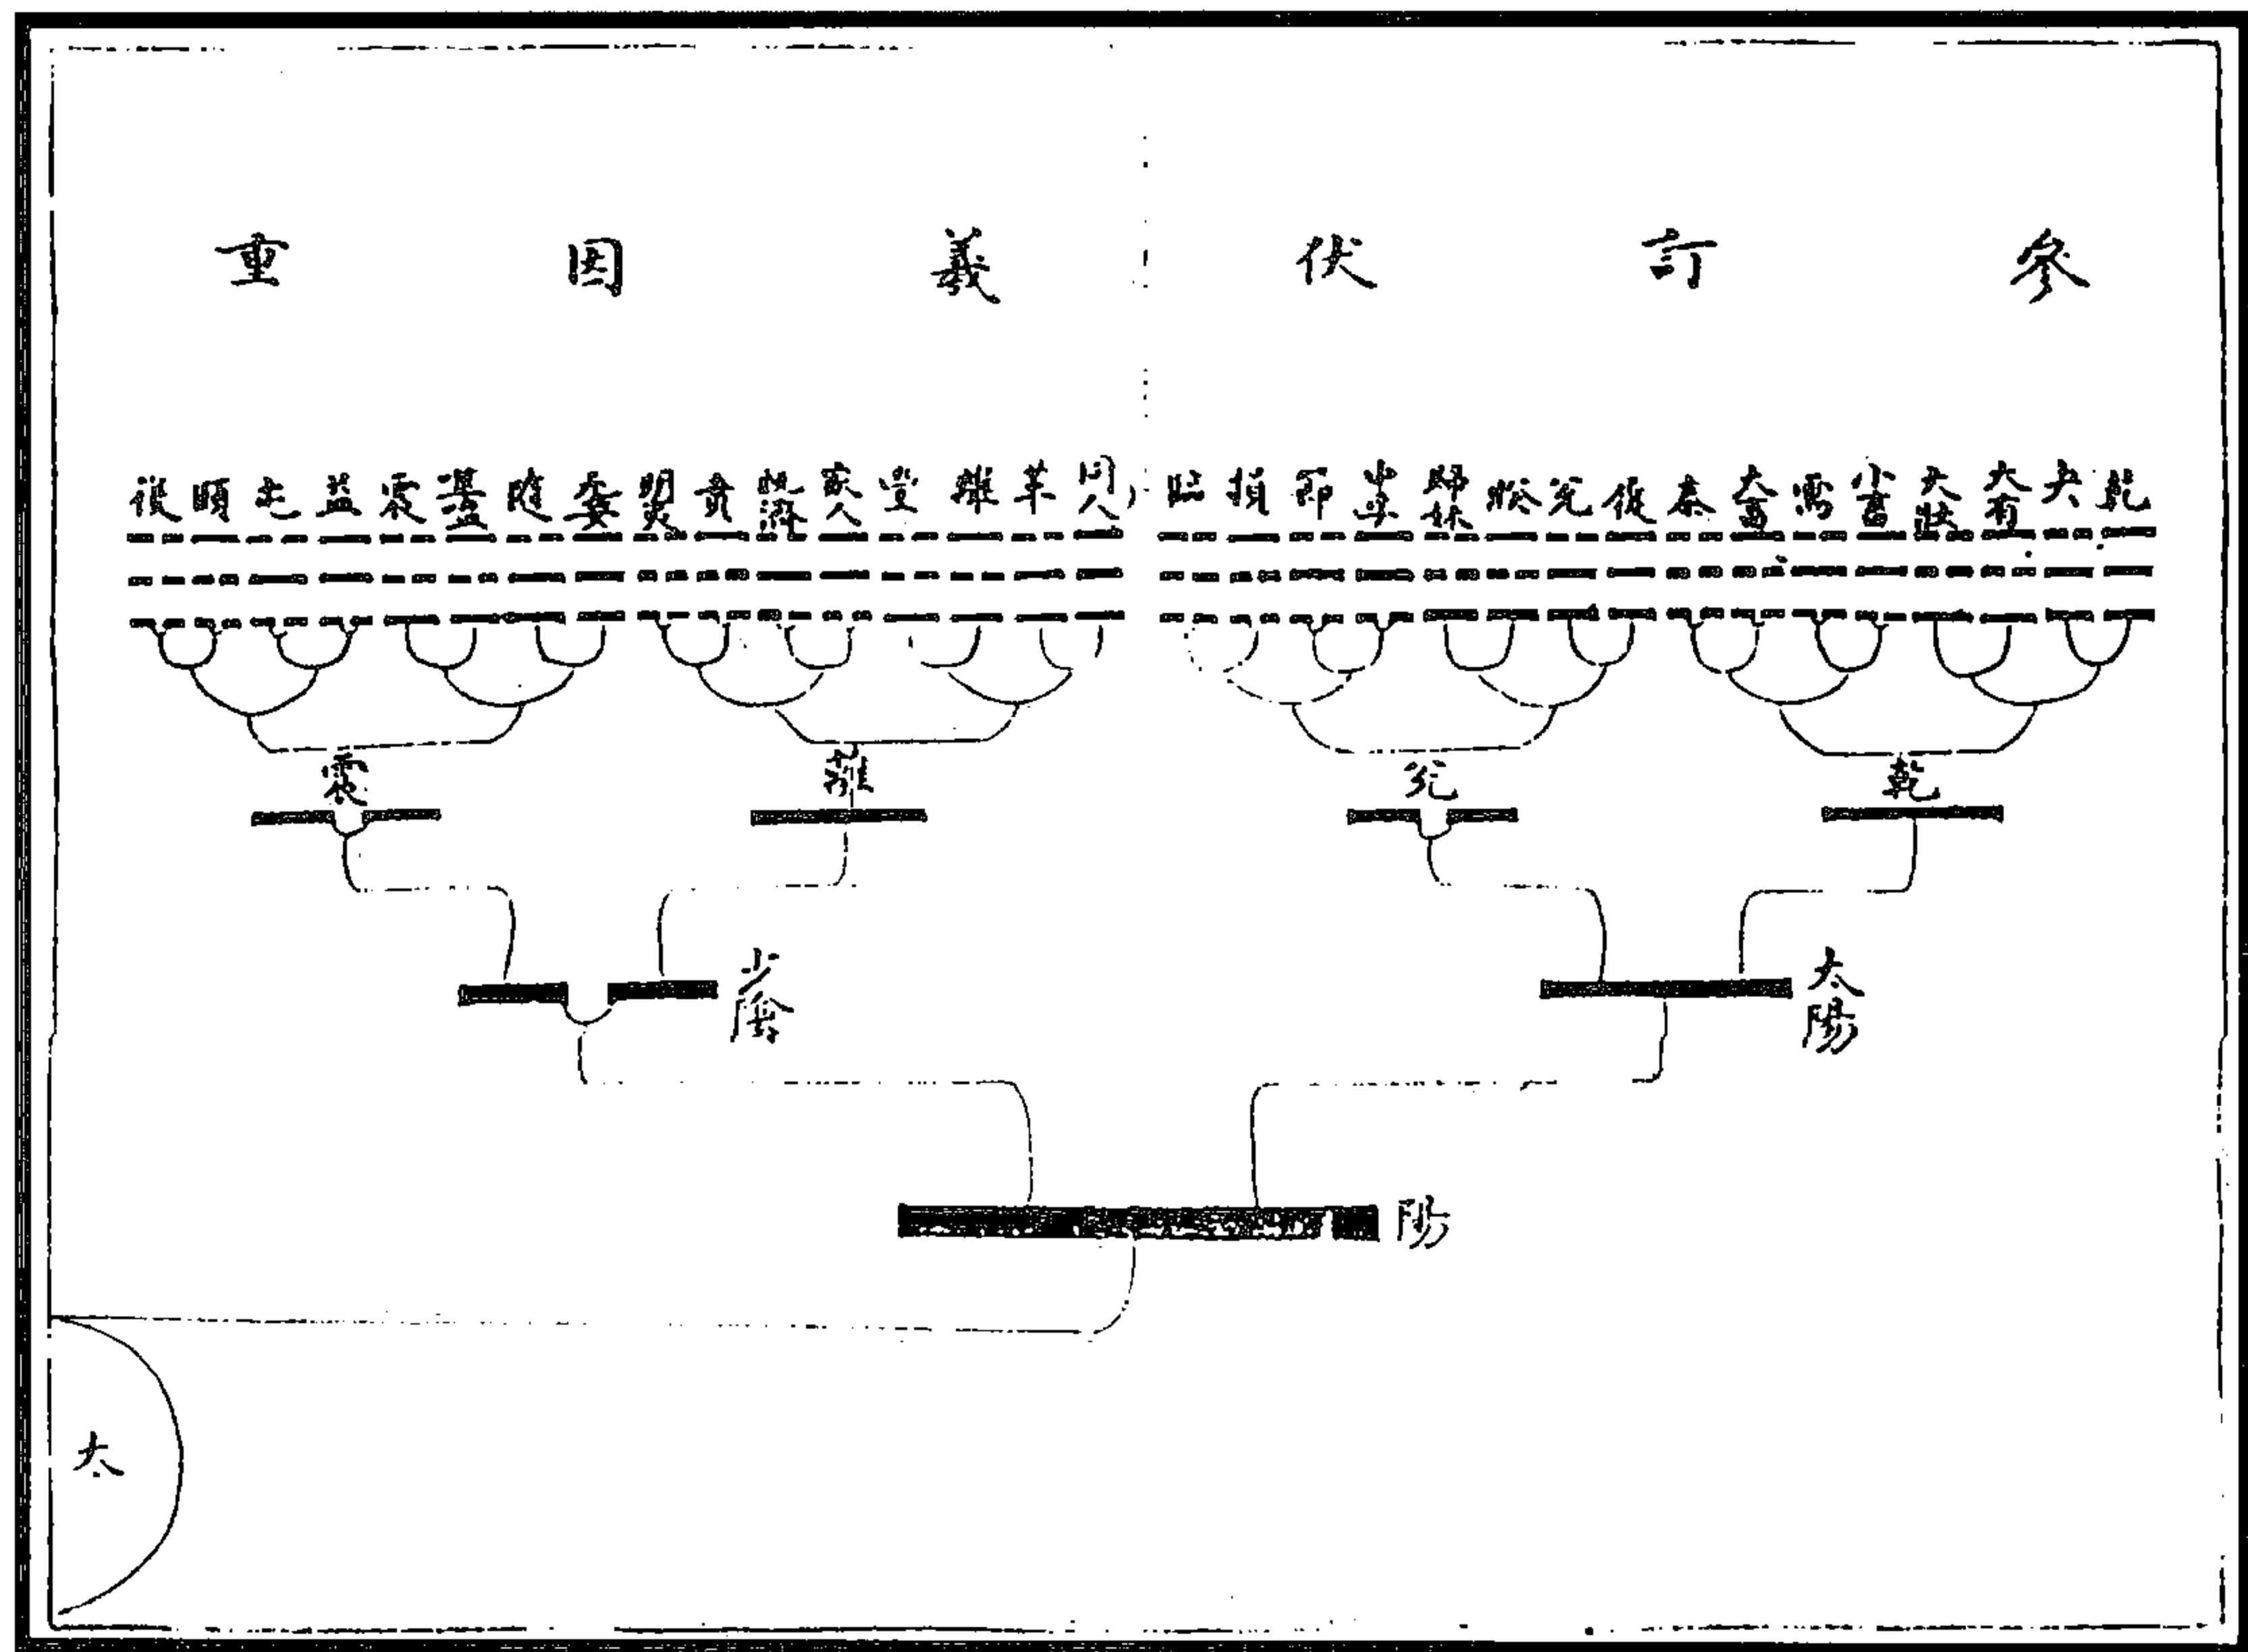 參訂伏羲因重
乾 夬 大有 大壯 小畜 需 大畜 泰 履 兌 睽 歸妹 中孚 節 損 臨 同人 革 離 豐 家人 既濟 賁 明夷 无妄 隨 噬嗑 震 益 屯 頤 復
乾 兌 離 震
太陽 少陰
陽
太